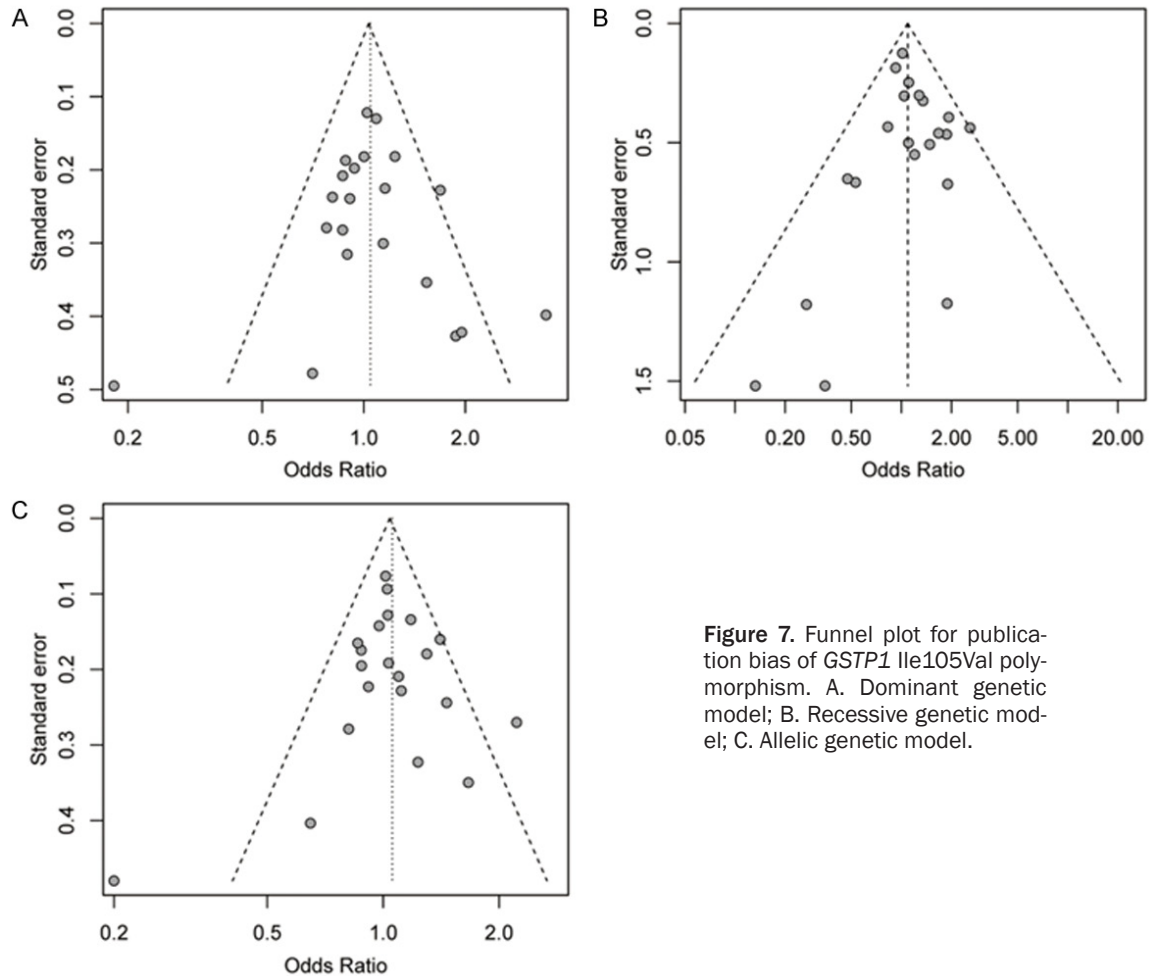 A
0.0
0.1
0.2
0.3
0.4
0.5
Standard error
0.2
0.5
1.0
2.0
Odds Ratio
B
0.0
0.5
1.0
1.5
Standard error
0.05
0.20
0.50
2.00
5.00
20.00
Odds Ratio
C
0.0
0.1
0.2
0.3
0.4
Standard error
0.2
0.5
1.0
2.0
Odds Ratio
Figure 7. Funnel plot for publica-
tion bias of GSTP1 Ile105Val poly-
morphism. A. Dominant genetic
model; B. Recessive genetic mod-
el; C. Allelic genetic model.